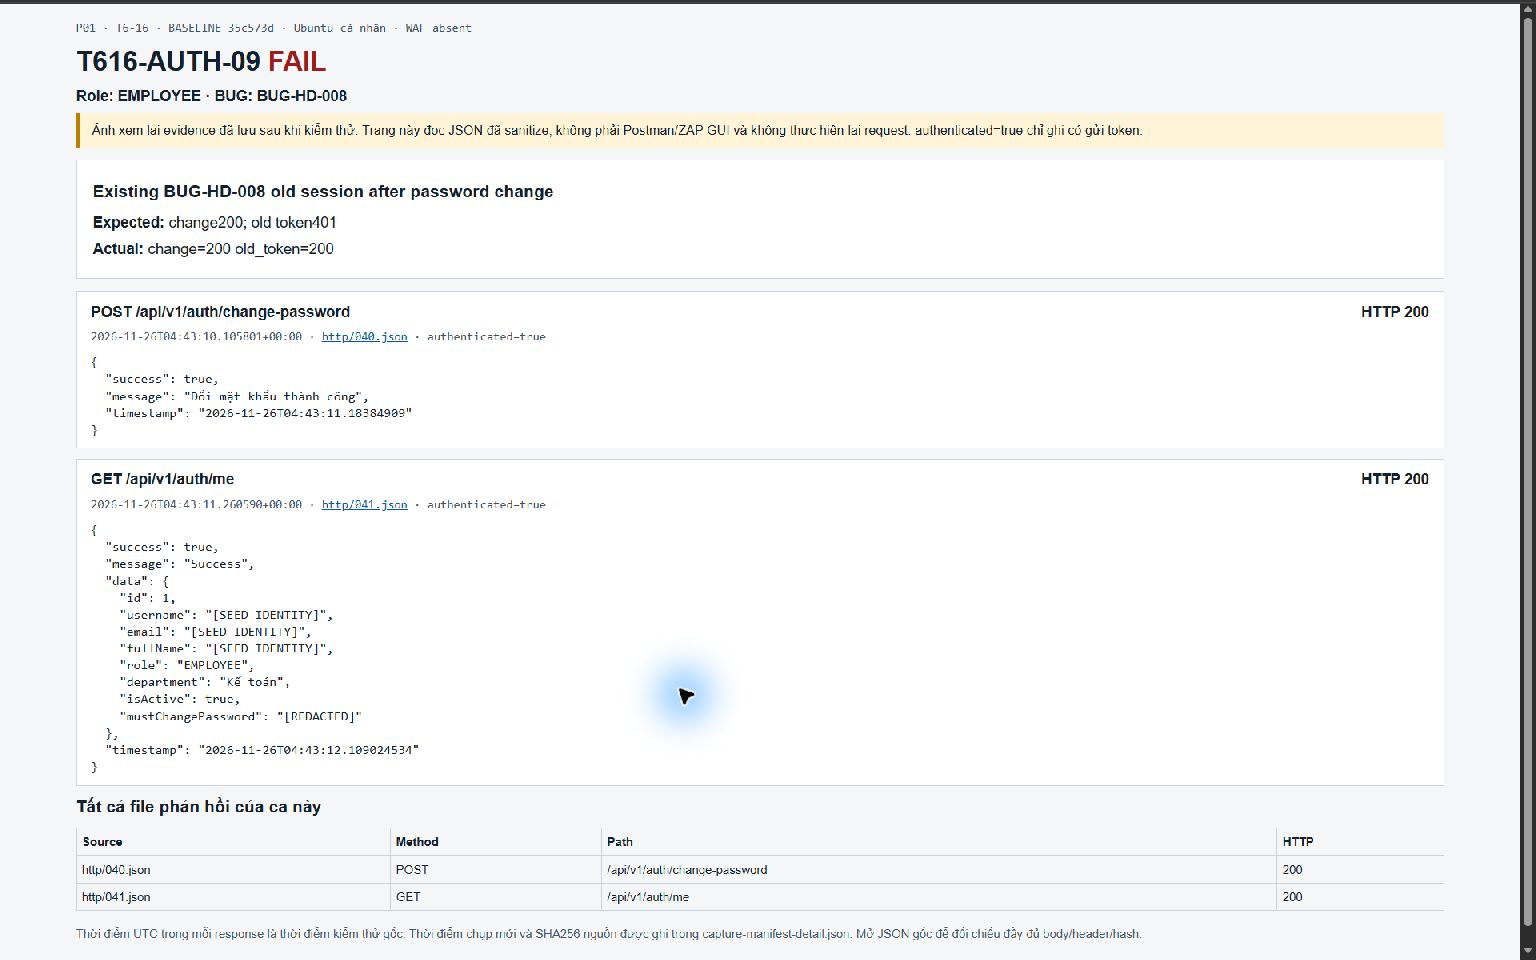 P01 · T6-16 · BASELINE 35c573d · Ubuntu cá nhân · WAF absent
T616-AUTH-09 FAIL
Role: EMPLOYEE · BUG: BUG-HD-008
Ảnh xem lại evidence đã lưu sau khi kiểm thử. Trang này đọc JSON đã sanitize, không phải Postman/ZAP GUI và không thực hiện lại request. authenticated=true chỉ ghi có gửi token.
Existing BUG-HD-008 old session after password change
Expected: change200; old token401
Actual: change=200 old_token=200
POST /api/v1/auth/change-password HTTP 200
2026-11-26T04:43:10.105801+00:00 · http/040.json · authenticated=true
{
"success": true,
"message": "Đổi mật khẩu thành công",
"timestamp": "2026-11-26T04:43:11.18384909"
}
GET /api/v1/auth/me HTTP 200
2026-11-26T04:43:11.260590+00:00 · http/041.json · authenticated=true
{
"success": true,
"message": "Success",
"data": {
"id": 1,
"username": "[SEED IDENTITY]",
"email": "[SEED IDENTITY]",
"fullName": "[SEED IDENTITY]",
"role": "EMPLOYEE",
"department": "Kế toán",
"isActive": true,
"mustChangePassword": "[REDACTED]"
},
"timestamp": "2026-11-26T04:43:12.109024534"
}
Tất cả file phản hồi của ca này
Source Method Path HTTP
http/040.json POST /api/v1/auth/change-password 200
http/041.json GET /api/v1/auth/me 200
Thời điểm UTC trong mỗi response là thời điểm kiểm thử gốc. Thời điểm chụp mới và SHA256 nguồn được ghi trong capture-manifest-detail.json. Mở JSON gốc để đối chiếu đầy đủ body/header/hash.